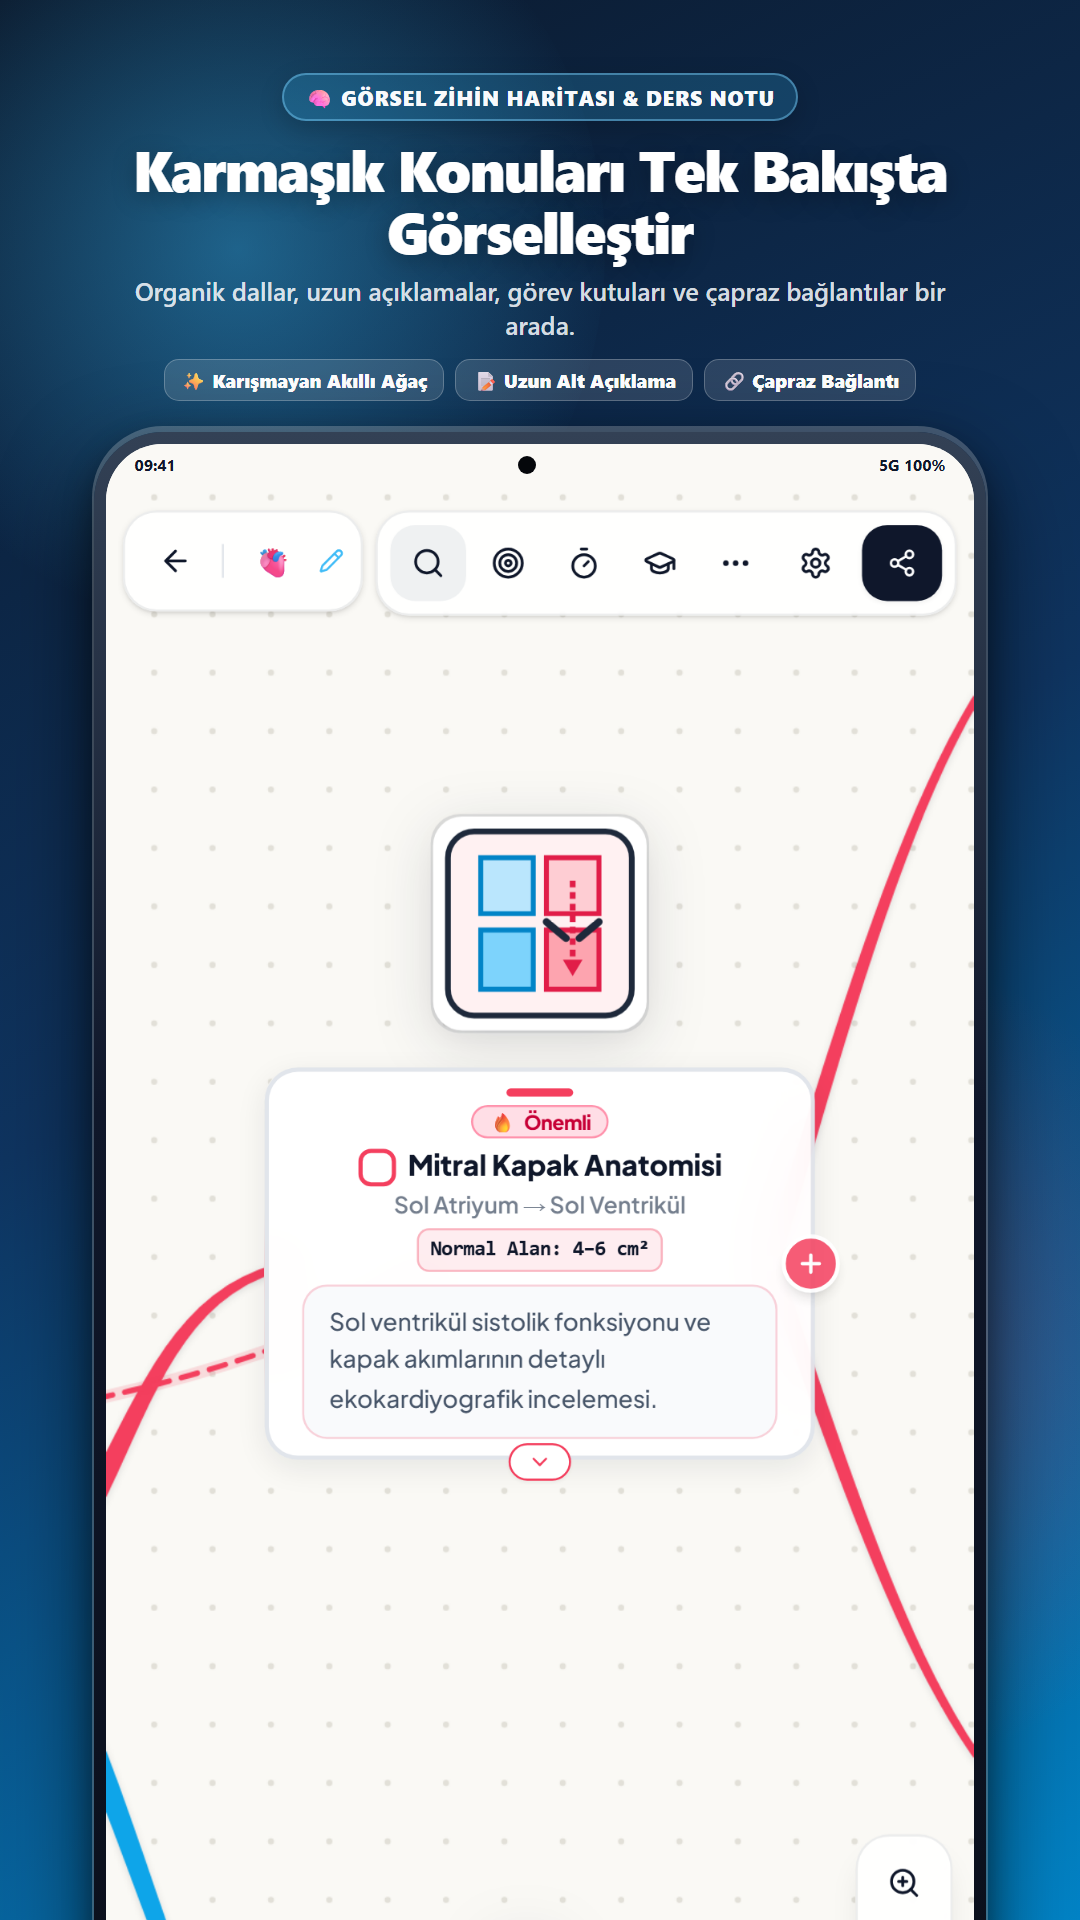 🧠 GÖRSEL ZİHİN HARİTASI & DERS NOTU
Karmaşık Konuları Tek Bakışta
Görselleştir
Organik dallar, uzun açıklamalar, görev kutuları ve çapraz bağlantılar bir
arada.
✨ Karışmayan Akıllı Ağaç 📝 Uzun Alt Açıklama 🔗 Çapraz Bağlantı
09:41 5G 100%
🔥 Önemli
Mitral Kapak Anatomisi
Sol Atriyum → Sol Ventrikül
Normal Alan: 4–6 cm²
Sol ventrikül sistolik fonksiyonu ve
kapak akımlarının detaylı
ekokardiyografik incelemesi.